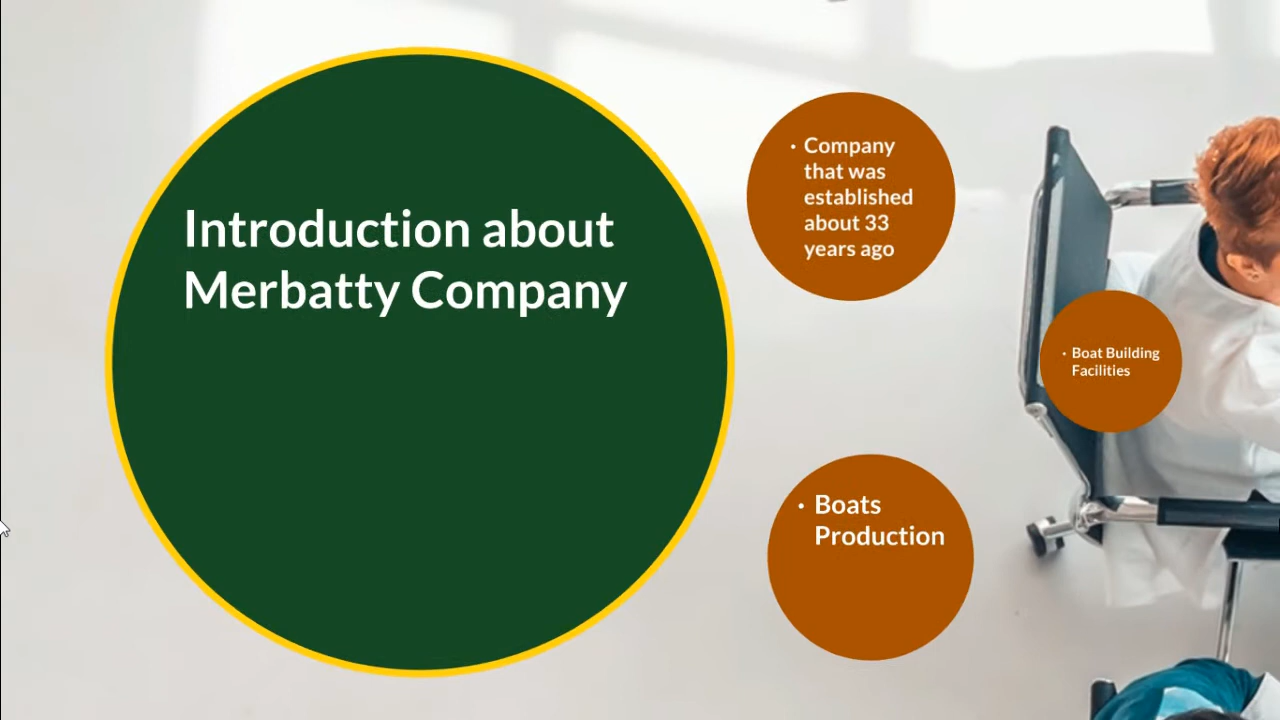 Introduction about
Merbatty Company
• Company
that was
established
about 33
years ago
• Boat Building
Facilities
• Boats
Production